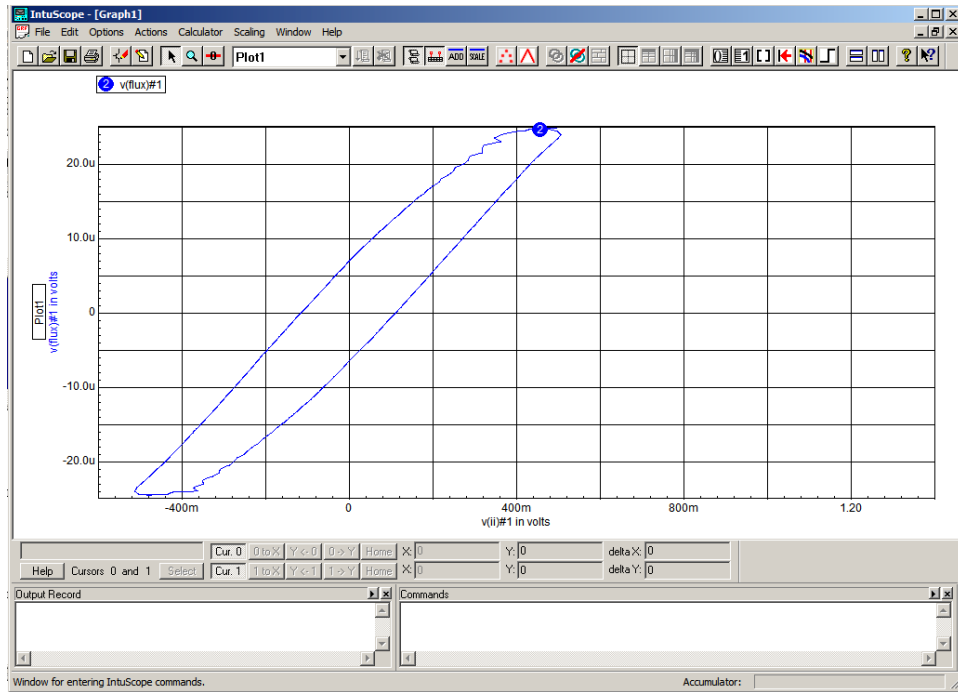 IntuScope - [Graph1]
File Edit Options Actions Calculator Scaling Window Help
Plot1 ADD SCALE
2 v(flux)#1
20.0u
10.0u
0
-10.0u
-20.0u
Plot1
v(flux)#1 in volts
2
-400m 0 400m 800m 1.20
v(ii)#1 in volts
Cur. 0 0 to X Y <- 0 0 -> Y Home X: 0 Y: 0 delta X: 0
Help Cursors 0 and 1 Select Cur. 1 1 to X Y <- 1 1 -> Y Home X: 0 Y: 0 delta Y: 0
Output Record Commands
Window for entering IntuScope commands. Accumulator: